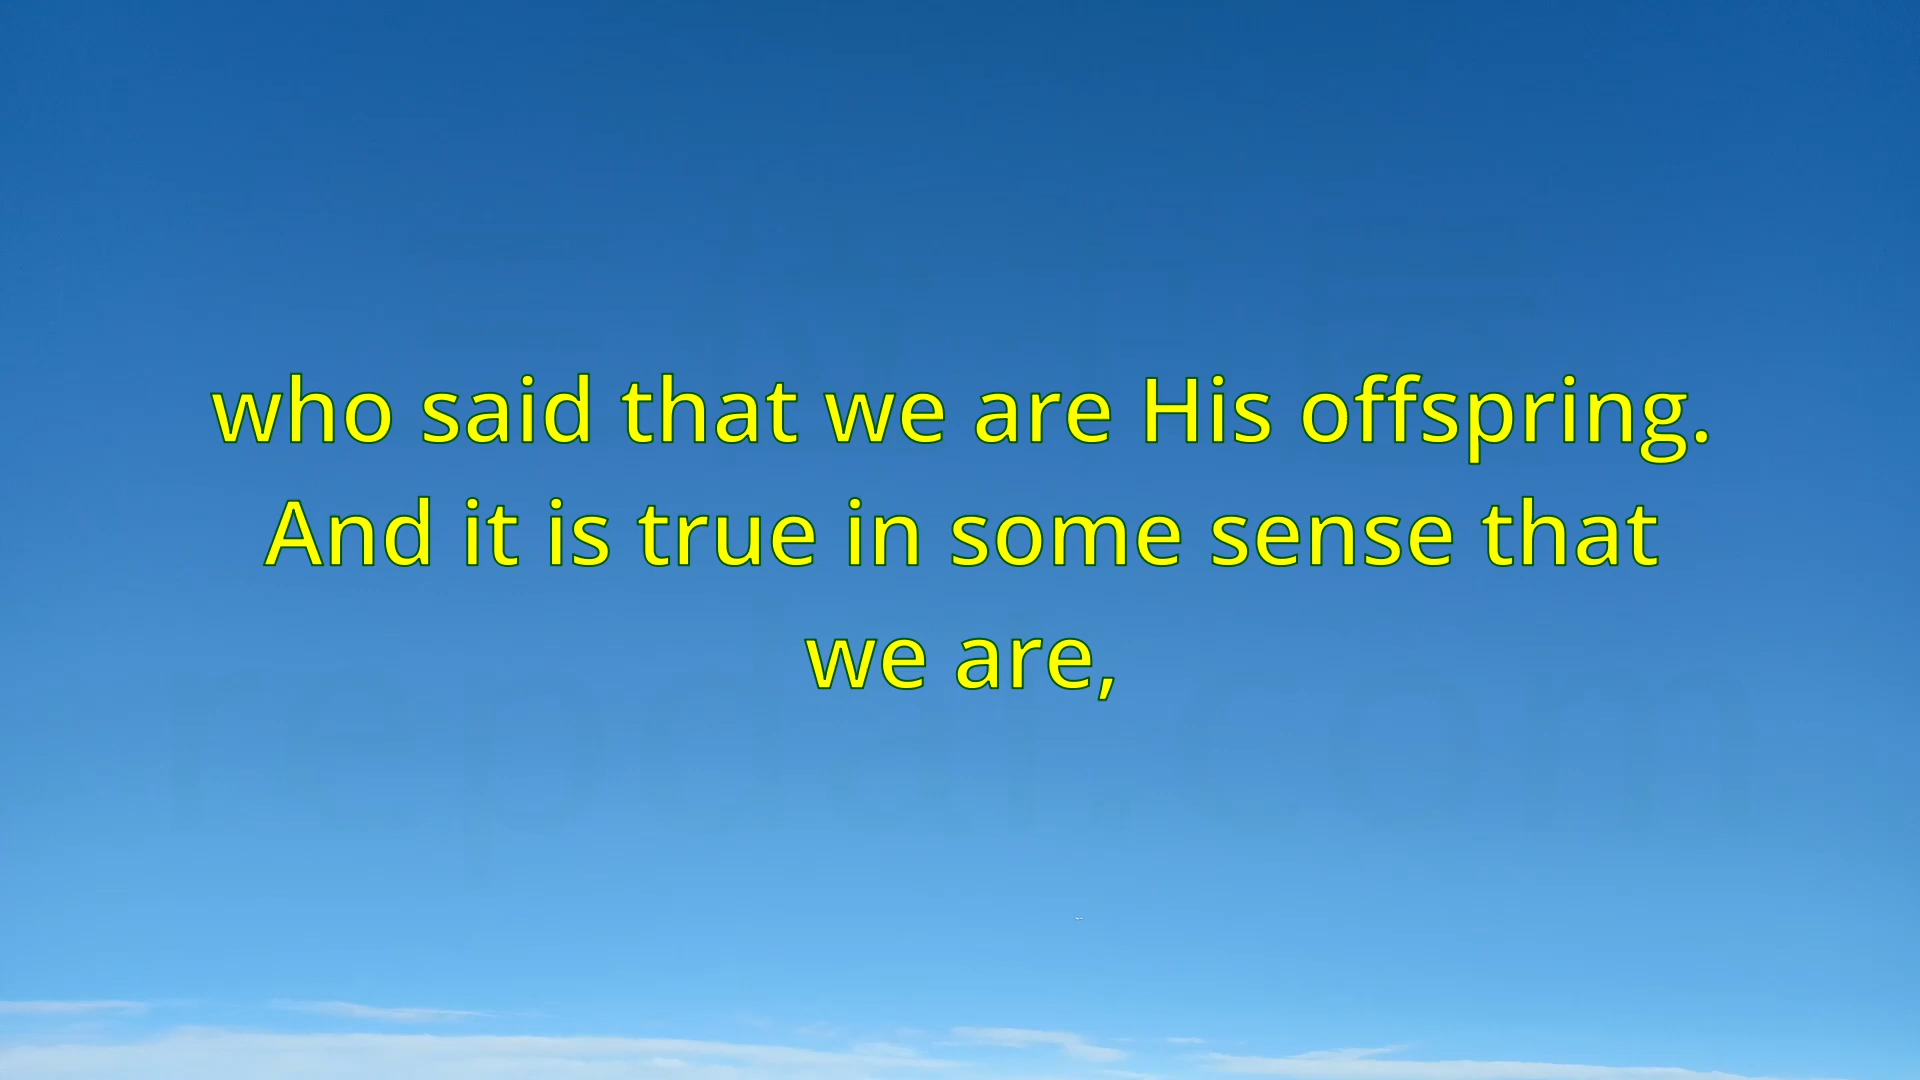 who said that we are His offspring.
And it is true in some sense that
we are,